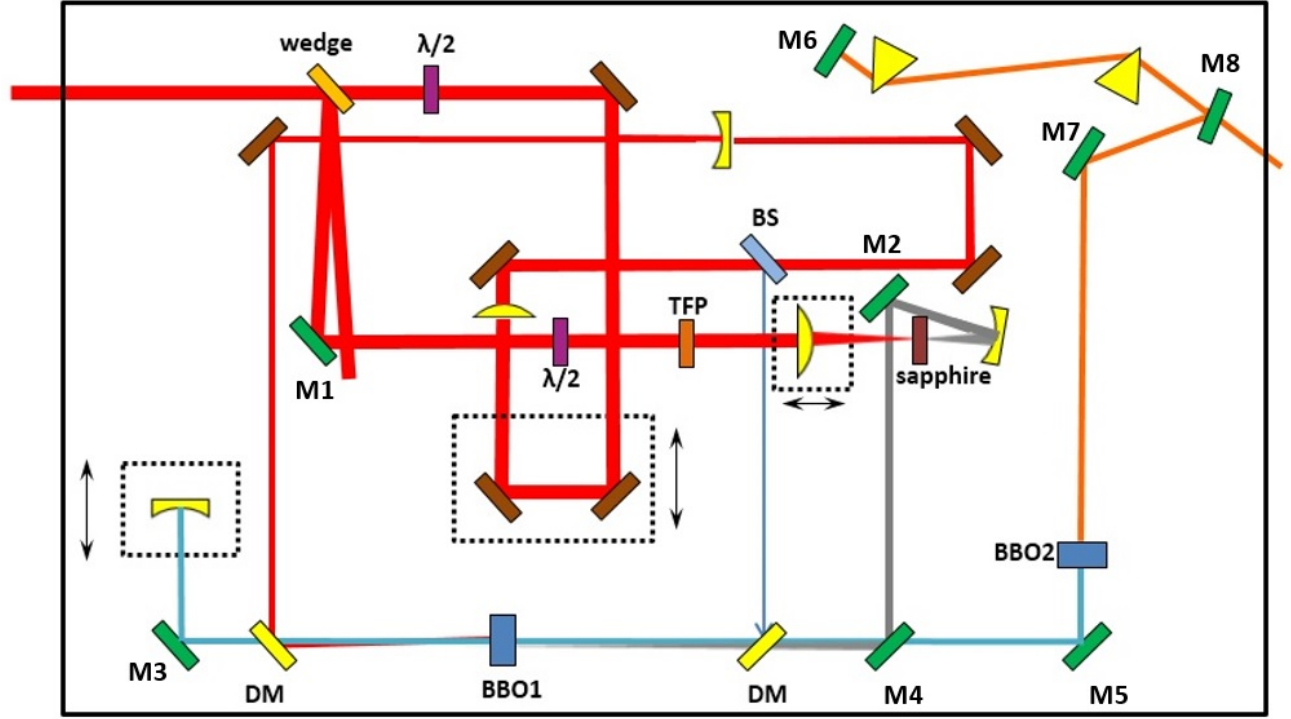 wedge
λ/2
M6
M8
M7
BS
M2
TFP
λ/2
sapphire
M1
BBO2
M3
DM
BBO1
DM
M4
M5